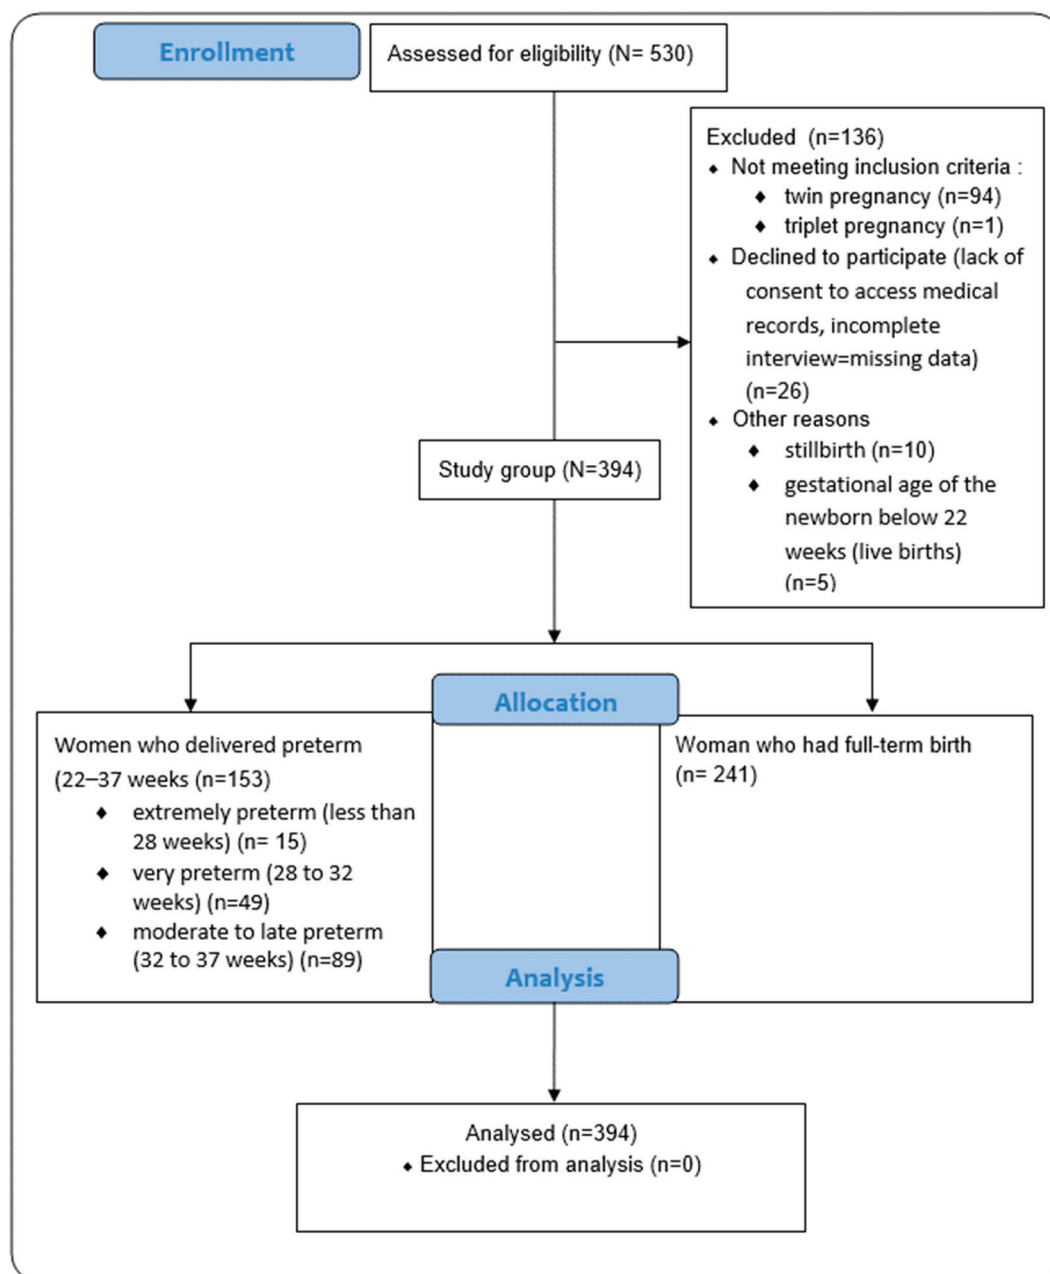 Enrollment
Assessed for eligibility (N= 530)
Excluded (n=136)
⬥ Not meeting inclusion criteria :
⬥ twin pregnancy (n=94)
⬥ triplet pregnancy (n=1)
⬥ Declined to participate (lack of
consent to access medical
records, incomplete
interview=missing data)
(n=26)
⬥ Other reasons
⬥ stillbirth (n=10)
⬥ gestational age of the
newborn below 22
weeks (live births)
(n=5)
Study group (N=394)
Allocation
Women who delivered preterm
(22–37 weeks (n=153)
⬥ extremely preterm (less than
28 weeks) (n= 15)
⬥ very preterm (28 to 32
weeks) (n=49)
⬥ moderate to late preterm
(32 to 37 weeks) (n=89)
Woman who had full-term birth
(n= 241)
Analysis
Analysed (n=394)
⬥ Excluded from analysis (n=0)